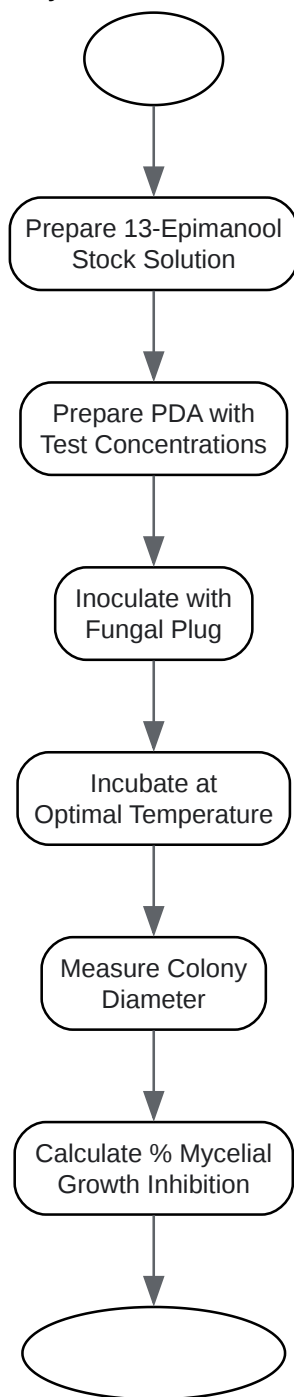 Prepare 13-Epimanool
Stock Solution
Prepare PDA with
Test Concentrations
Inoculate with
Fungal Plug
Incubate at
Optimal Temperature
Measure Colony
Diameter
Calculate % Mycelial
Growth Inhibition